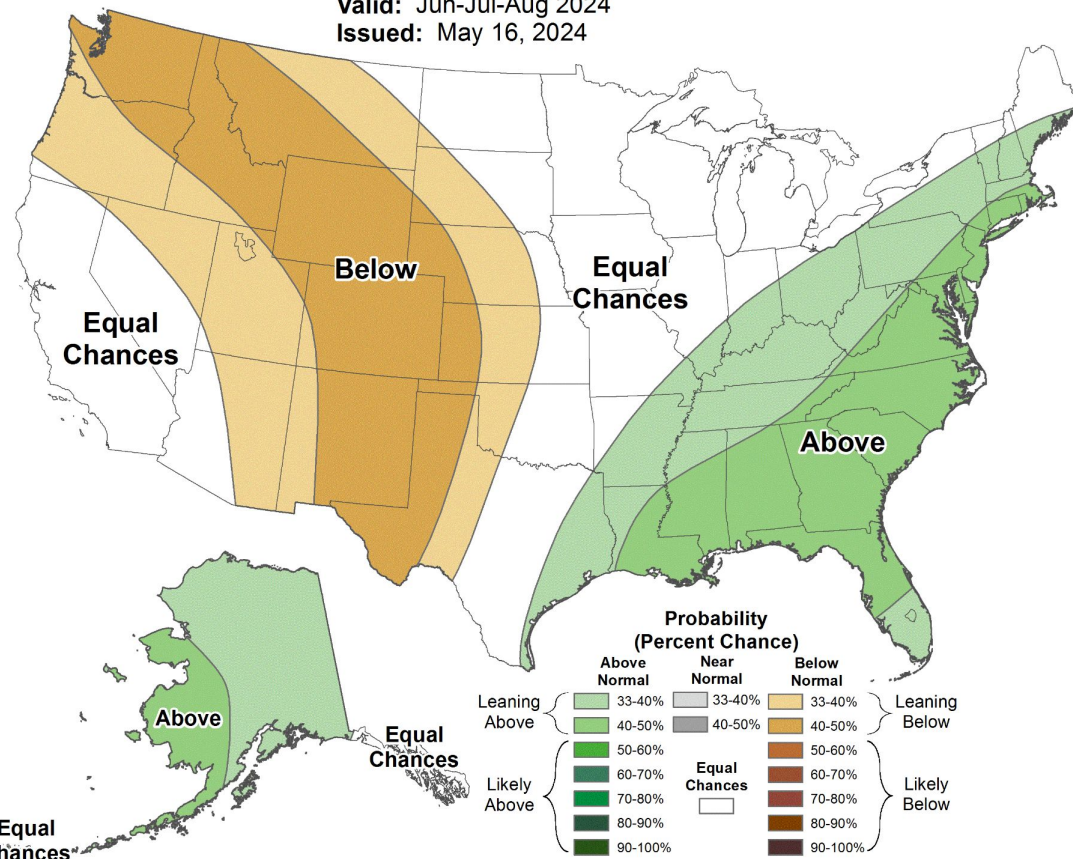 Valid: Jun-Jul-Aug 2024
Issued: May 16, 2024
Below
Equal
Chances
Equal
Chances
Above
Above
Equal
Chances
Equal
Chances
Probability
(Percent Chance)
Above
Normal
Near
Normal
Below
Normal
Leaning
Above
33-40%
33-40%
33-40%
Leaning
Below
40-50%
40-50%
40-50%
Likely
Above
50-60%
50-60%
Likely
Below
60-70%
60-70%
Equal
Chances
70-80%
70-80%
80-90%
80-90%
90-100%
90-100%